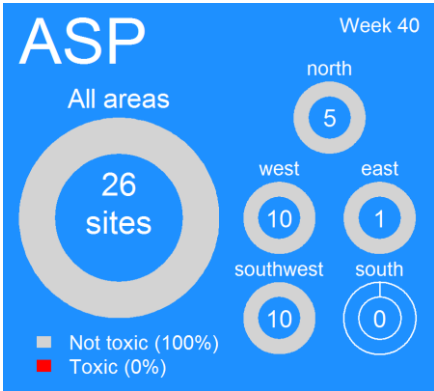 ASP
Week 40
All areas
26
sites
north
5
west
10
east
1
southwest
10
south
0
Not toxic (100%)
Toxic (0%)